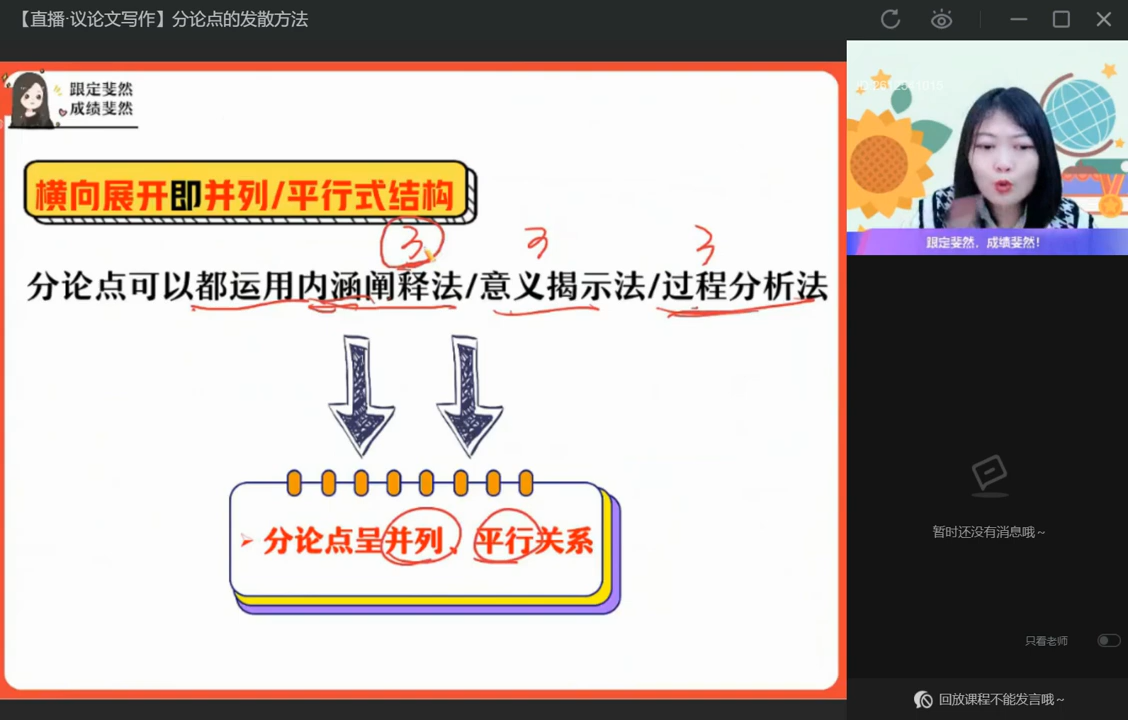 【直播·议论文写作】分论点的发散方法
跟定斐然
成绩斐然
横向展开即并列/平行式结构
3 3 3
分论点可以都运用内涵阐释法/意义揭示法/过程分析法
分论点呈并列、平行关系
跟定斐然，成绩斐然！
暂时还没有消息哦~
只看老师
回放课程不能发言哦~